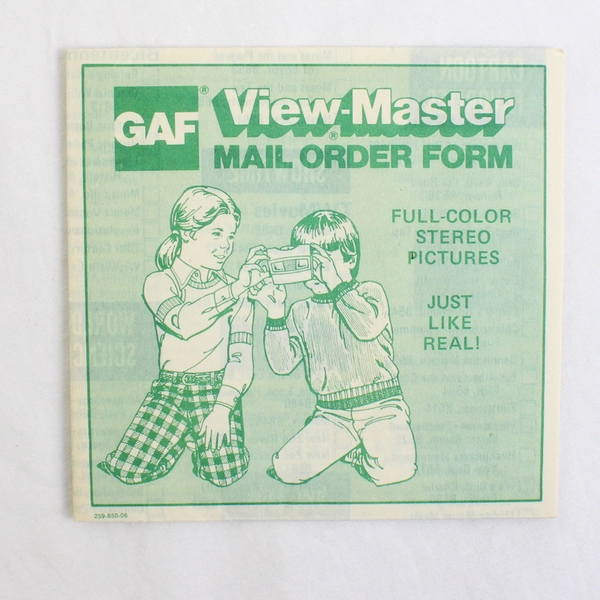 GAF® View-Master®
MAIL ORDER FORM
FULL-COLOR
STEREO
PICTURES
JUST
LIKE
REAL!
259-850-06